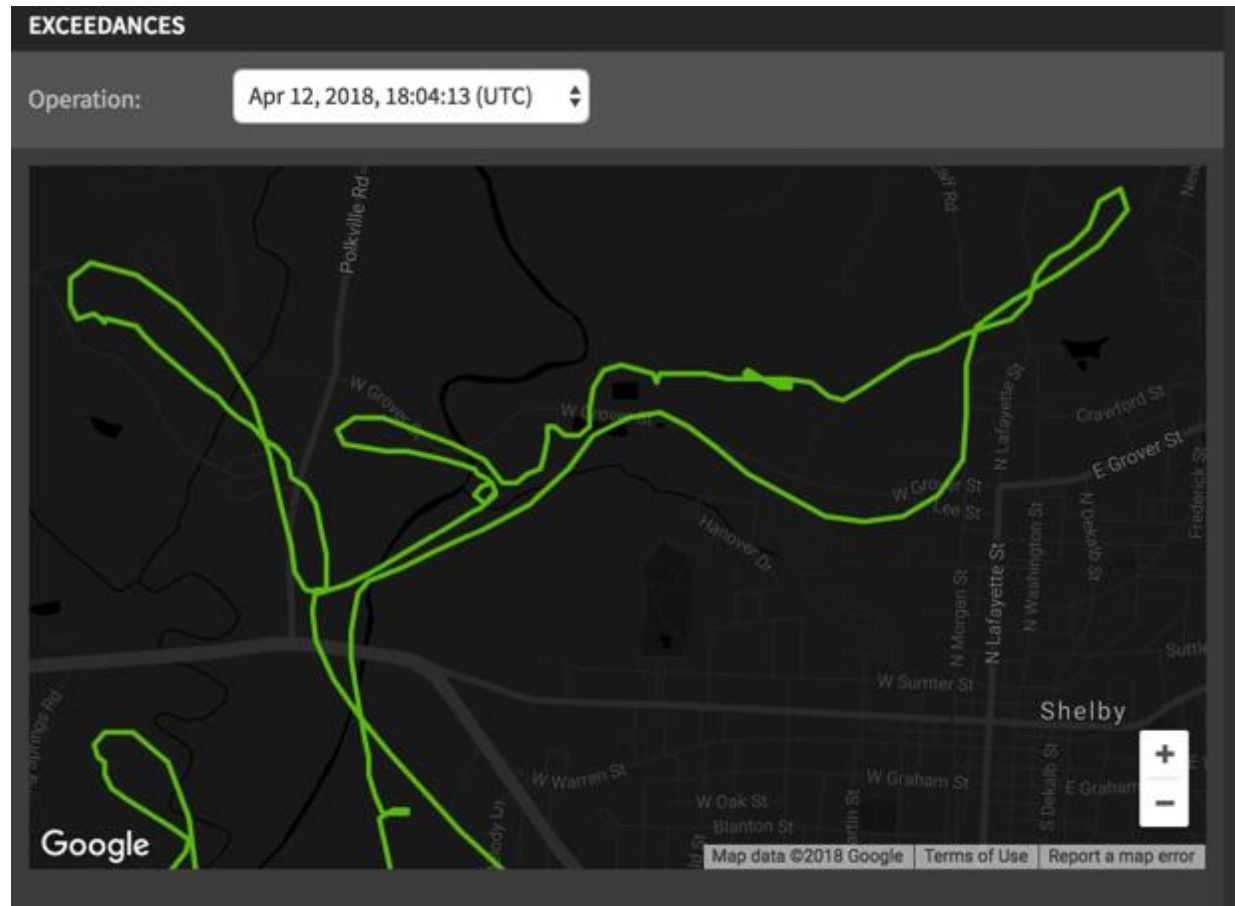 EXCEEDANCES
Operation:
Apr 12, 2018, 18:04:13 (UTC)
Polkville Rd
W Grover St
W Grover St
N Lafayette St
Crawford St
E Grover St
Frederick St
W Grover St
Lee St
N Dekalb St
Hanover Dr
N Washington St
N Morgan St
N Lafayette St
W Sumter St
Shelby
+
W Warren St
W Graham St
E Graham
S Dekalb St
−
W Oak St
Blanton St
Google
Map data ©2018 Google
Terms of Use
Report a map error